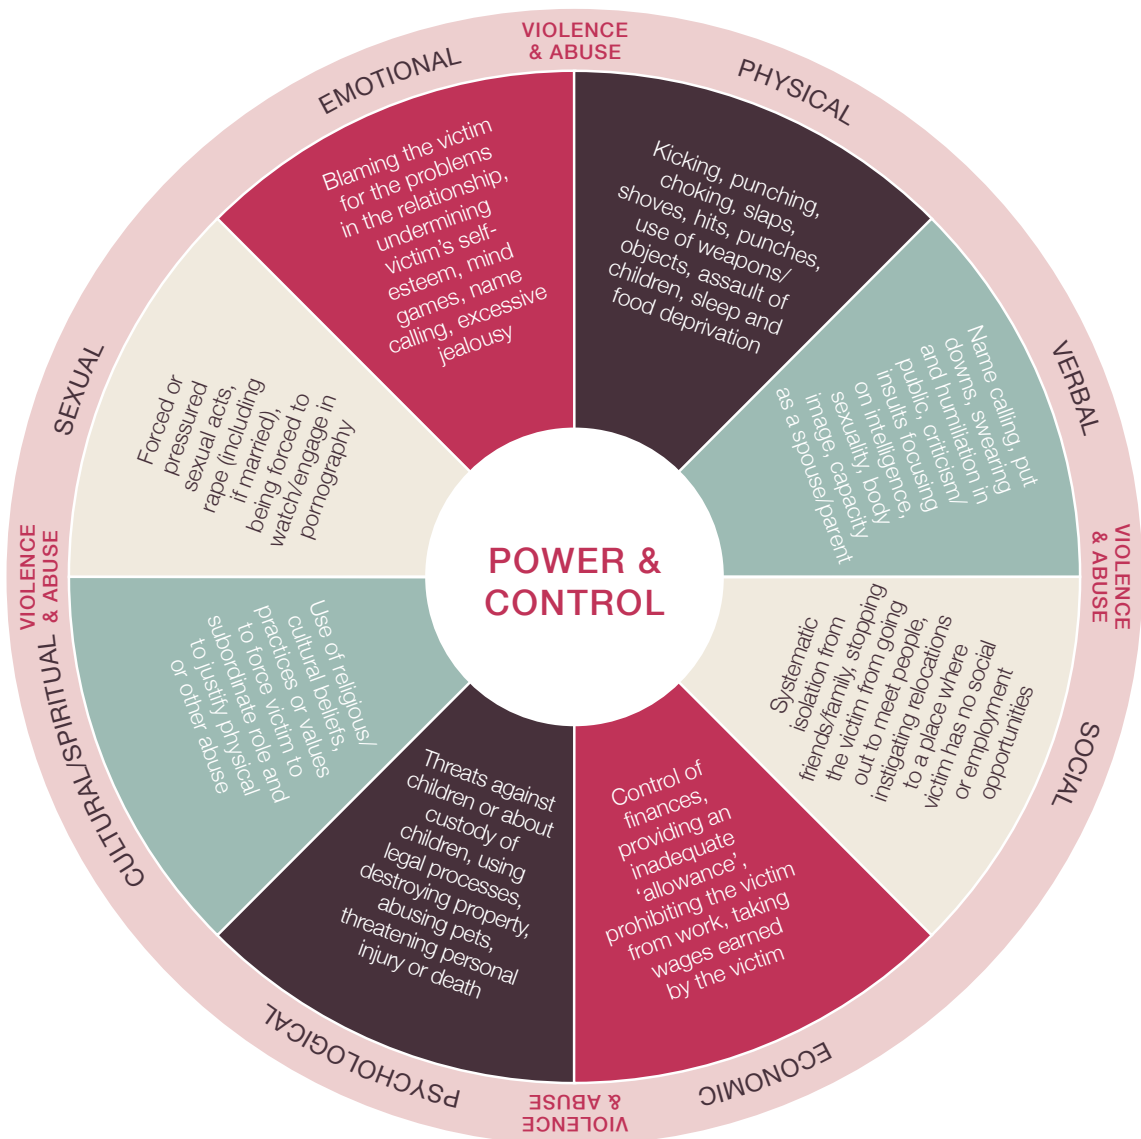 VIOLENCE
& ABUSE
PHYSICAL
Kicking, punching,
choking, slaps,
shoves, hits, punches,
use of weapons/
objects, assault of
children, sleep and
food deprivation
VERBAL
Name calling, put
downs, swearing
and humiliation in
public, criticism/
insults focusing
on intelligence,
sexuality, body
image, capacity
as a spouse/parent
VIOLENCE
& ABUSE
SOCIAL
Systematic
isolation from
friends/family, stopping
the victim from going
out to meet people,
instigating relocations
to a place where
victim has no social
or employment
opportunities
ECONOMIC
Control of
finances,
providing an
inadequate
‘allowance’,
prohibiting the victim
from work, taking
wages earned
by the victim
VIOLENCE
& ABUSE
PSYCHOLOGICAL
Threats against
children or about
custody of
children, using
legal processes,
destroying property,
abusing pets,
threatening personal
injury or death
CULTURAL/SPIRITUAL
Use of religious/
cultural beliefs,
practices or values
to force victim to
subordinate role and
to justify physical
or other abuse
VIOLENCE
& ABUSE
SEXUAL
Forced or
pressured
sexual acts,
rape (including
if married),
being forced to
watch/engage in
pornography
EMOTIONAL
Blaming the victim
for the problems
in the relationship,
undermining
victim’s self-
esteem, mind
games, name
calling, excessive
jealousy
POWER &
CONTROL